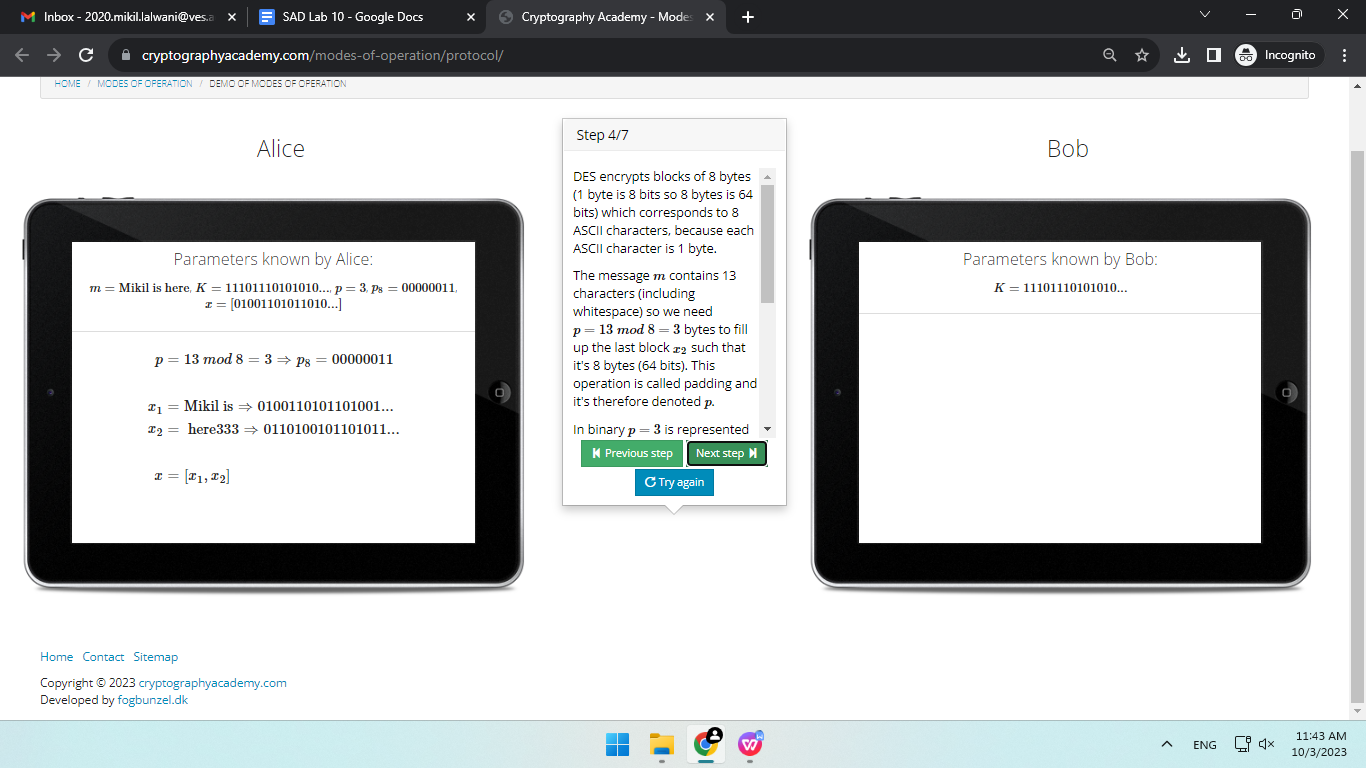 Inbox - 2020.mikil.lalwani@ves.a
SAD Lab 10 - Google Docs
Cryptography Academy - Modes
cryptographyacademy.com/modes-of-operation/protocol/
Incognito
HOME / MODES OF OPERATION / DEMO OF MODES OF OPERATION
Alice
Parameters known by Alice:
m = Mikil is here, K = 11101110101010..., p = 3, p₈ = 00000011,
x = [01001101011010...]
p = 13 mod 8 = 3 ⇒ p₈ = 00000011
x₁ = Mikil is ⇒ 0100110101101001...
x₂ = here333 ⇒ 0110100101101011...
x = [x₁, x₂]
Step 4/7
DES encrypts blocks of 8 bytes
(1 byte is 8 bits so 8 bytes is 64
bits) which corresponds to 8
ASCII characters, because each
ASCII character is 1 byte.
The message m contains 13
characters (including
whitespace) so we need
p = 13 mod 8 = 3 bytes to fill
up the last block x₂ such that
it's 8 bytes (64 bits). This
operation is called padding and
it's therefore denoted p.
In binary p = 3 is represented
Previous step
Next step
Try again
Bob
Parameters known by Bob:
K = 11101110101010...
Home Contact Sitemap
Copyright © 2023 cryptographyacademy.com
Developed by fogbunzel.dk
ENG
11:43 AM
10/3/2023